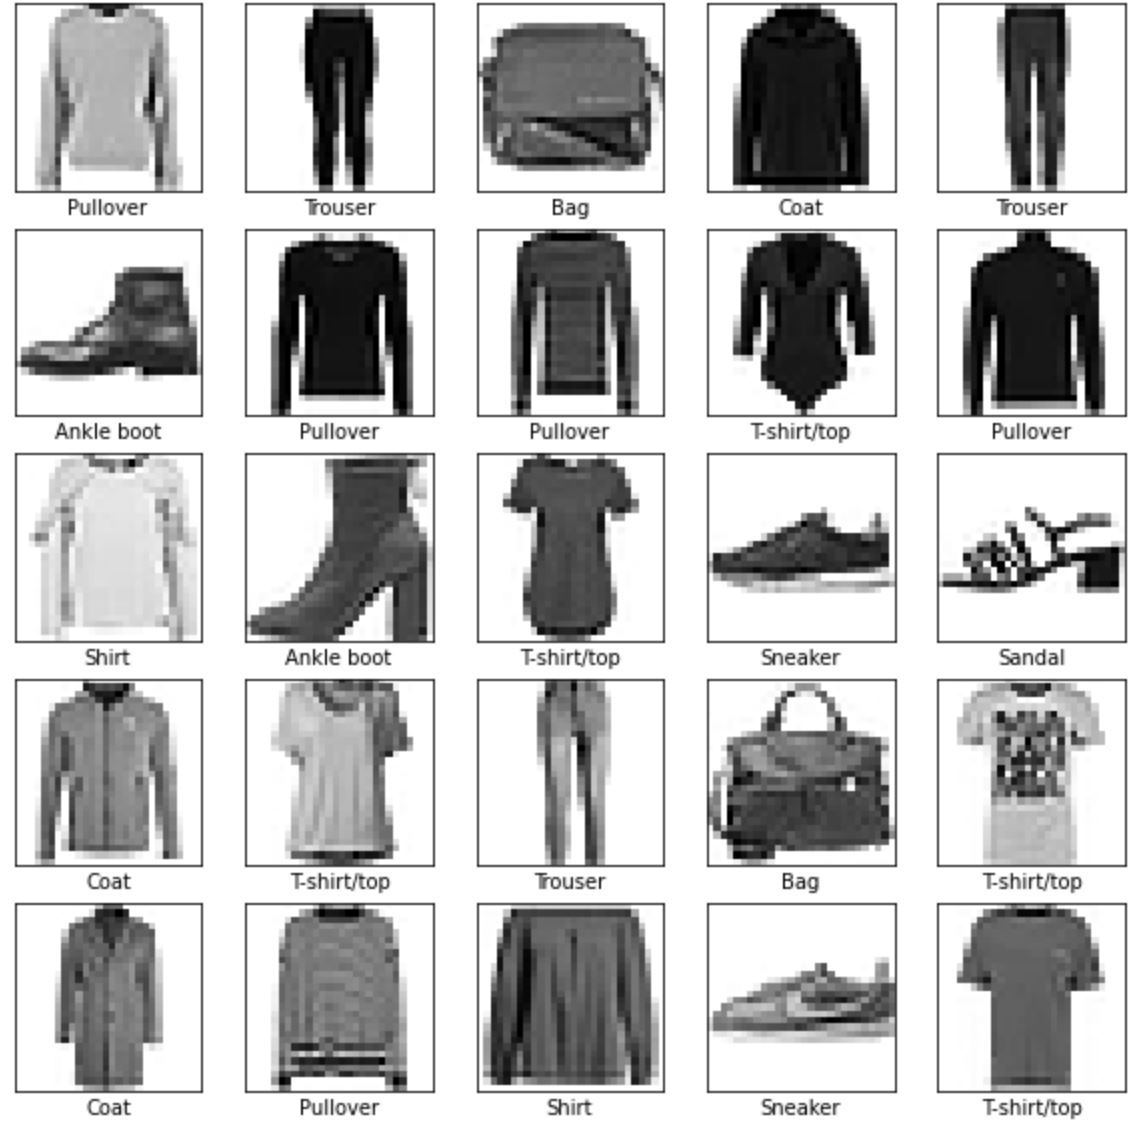 Pullover Trouser Bag Coat Trouser
Ankle boot Pullover Pullover T-shirt/top Pullover
Shirt Ankle boot T-shirt/top Sneaker Sandal
Coat T-shirt/top Trouser Bag T-shirt/top
Coat Pullover Shirt Sneaker T-shirt/top